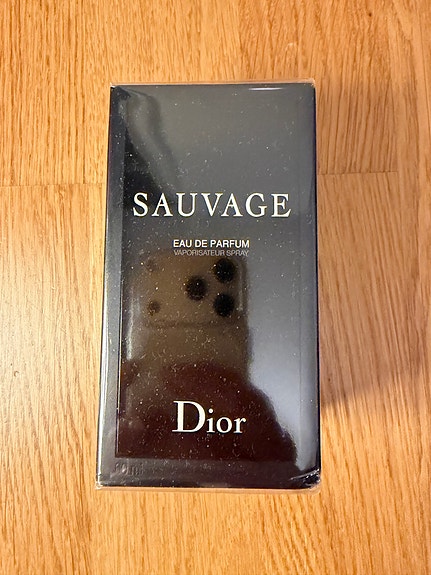 SAUVAGE
EAU DE PARFUM
VAPORISATEUR SPRAY
Dior